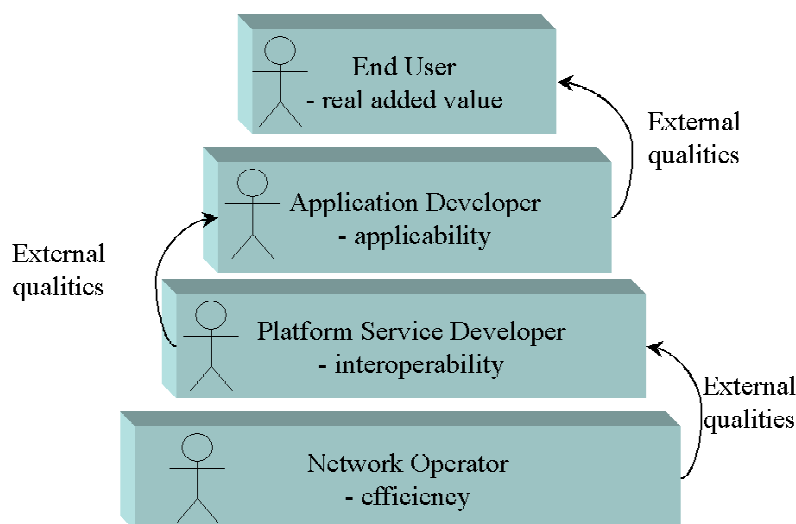 End User
- real added value
External
qualities
Application Developer
- applicability
External
qualities
Platform Service Developer
- interoperability
External
qualities
Network Operator
- efficiency